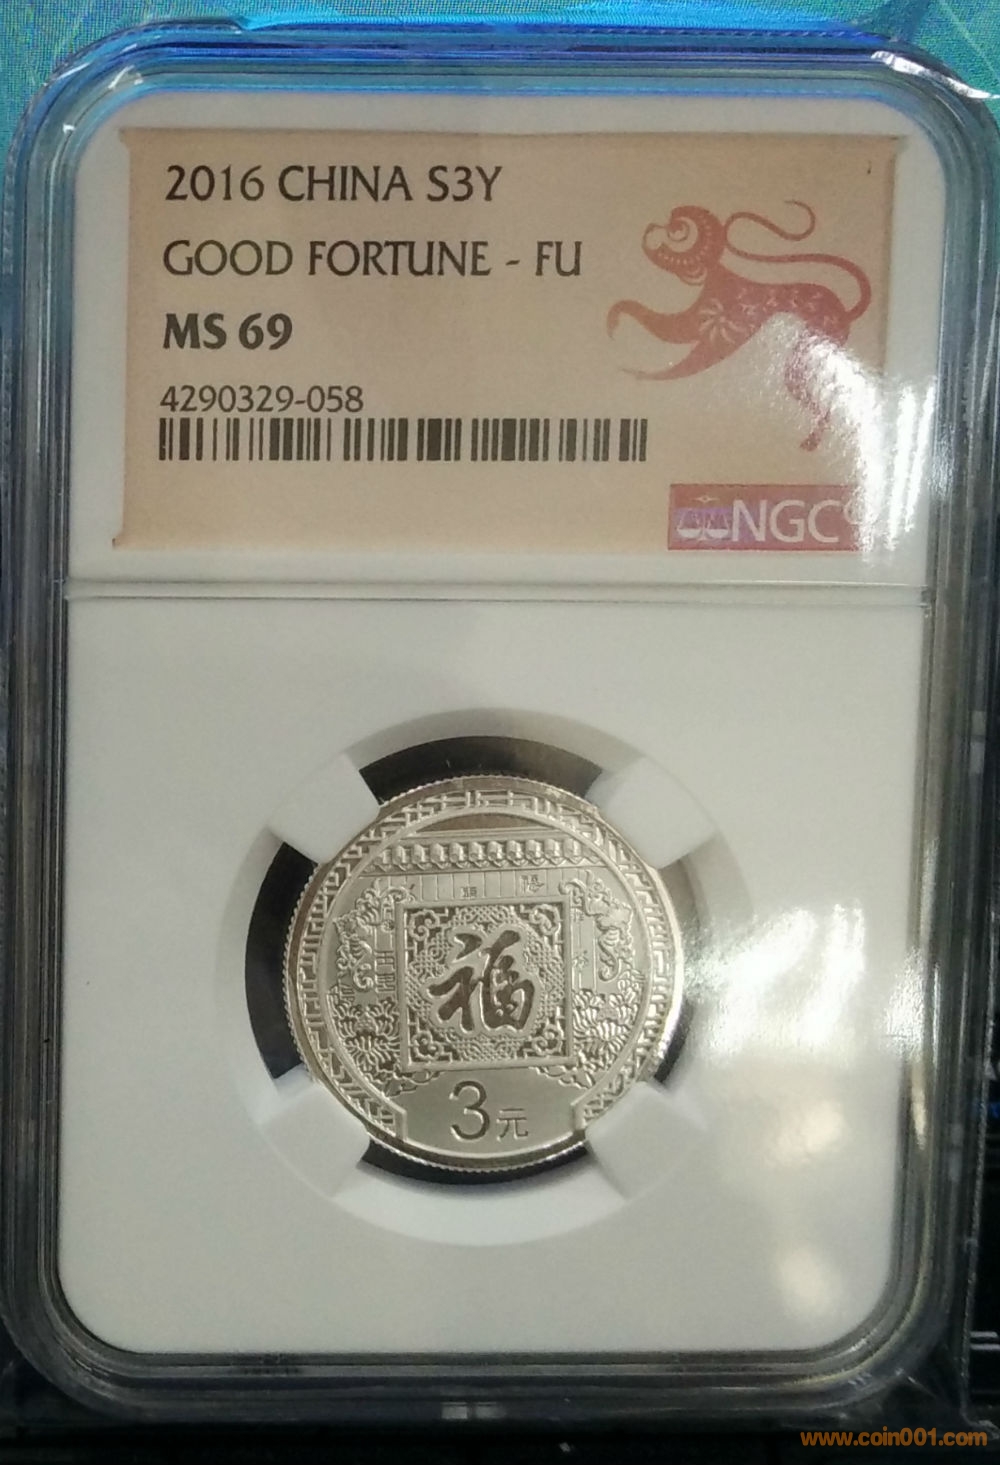 2016 CHINA S3Y
GOOD FORTUNE - FU
MS 69
4290329-058
NGC
福
3元
www.coin001.com